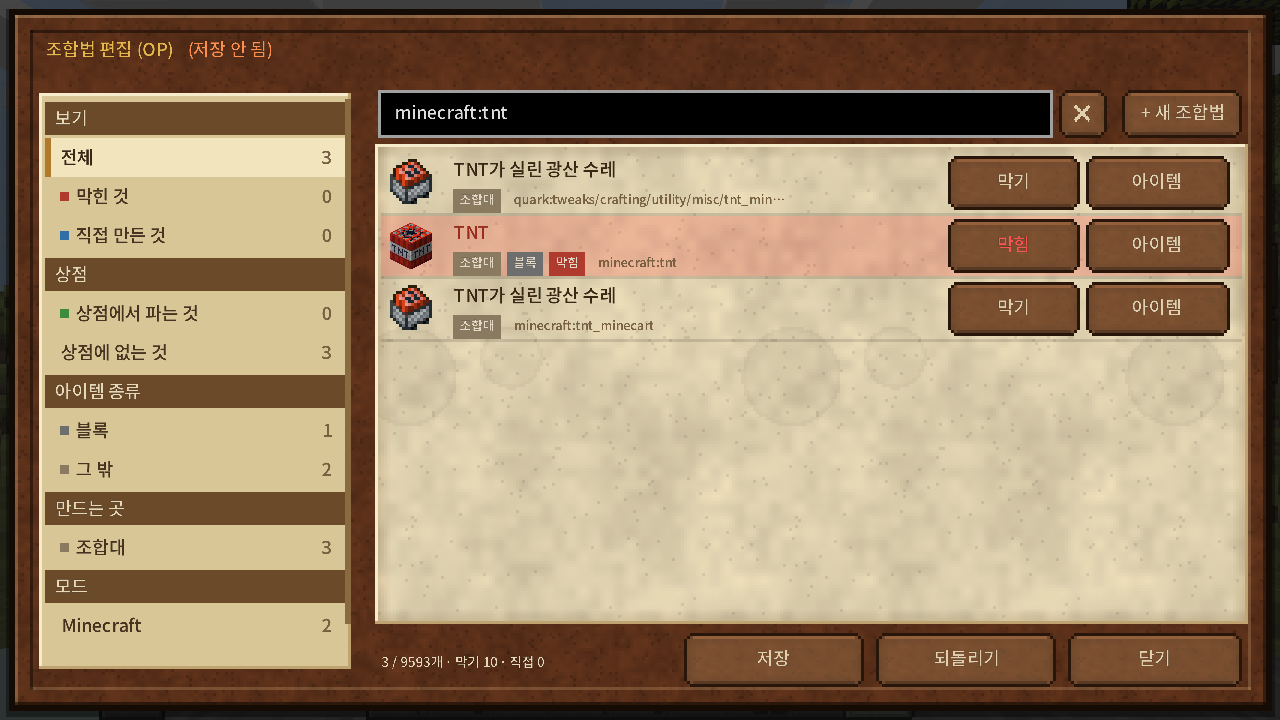 조합법 편집 (OP) (저장 안 됨)
보기
전체 3
막힌 것 0
직접 만든 것 0
상점
상점에서 파는 것 0
상점에 없는 것 3
아이템 종류
블록 1
그 밖 2
만드는 곳
조합대 3
모드
Minecraft 2
minecraft:tnt × + 새 조합법
TNT가 실린 광산 수레
조합대 quark:tweaks/crafting/utility/misc/tnt_min…
막기 아이템
TNT
조합대 블록 막힘 minecraft:tnt
막힘 아이템
TNT가 실린 광산 수레
조합대 minecraft:tnt_minecart
막기 아이템
3 / 9593개 · 막기 10 · 직접 0
저장 되돌리기 닫기